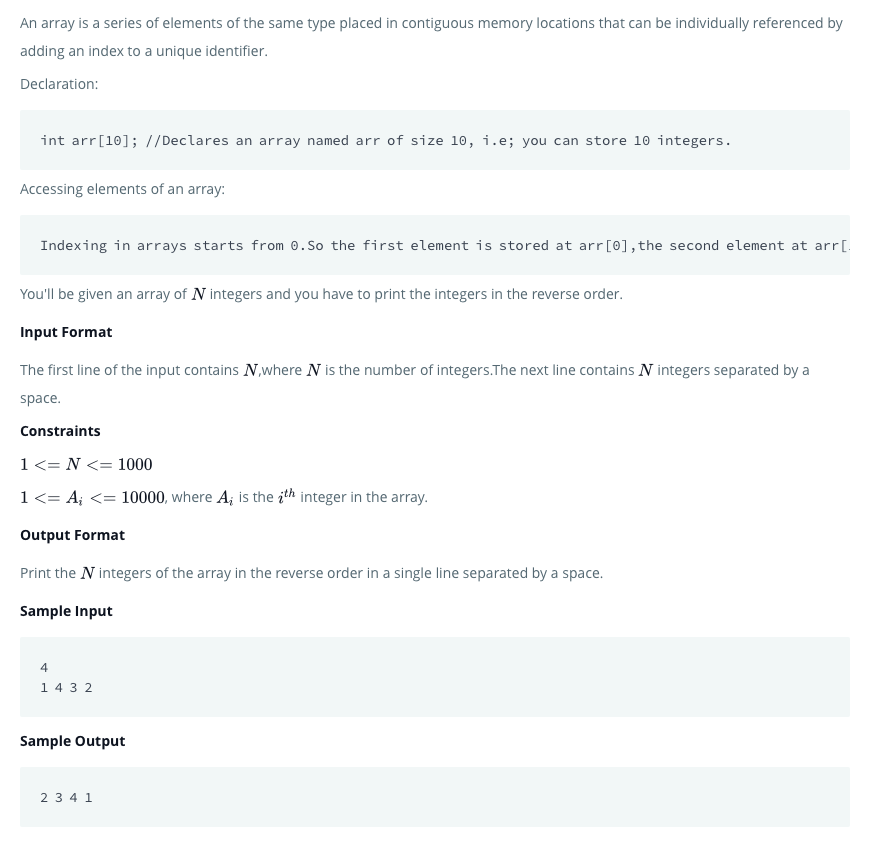 An array is a series of elements of the same type placed in contiguous memory locations that can be individually referenced by
adding an index to a unique identifier.
Declaration:
int arr[10]; //Declares an array named arr of size 10, i.e; you can store 10 integers.
Accessing elements of an array:
Indexing in arrays starts from 0.So the first element is stored at arr[0],the second element at arr[
You'll be given an array of N integers and you have to print the integers in the reverse order.
Input Format
The first line of the input contains N,where N is the number of integers.The next line contains N integers separated by a
space.
Constraints
1 <= N <= 1000
1 <= A_i <= 10000, where A_i is the i^th integer in the array.
Output Format
Print the N integers of the array in the reverse order in a single line separated by a space.
Sample Input
4
1 4 3 2
Sample Output
2 3 4 1